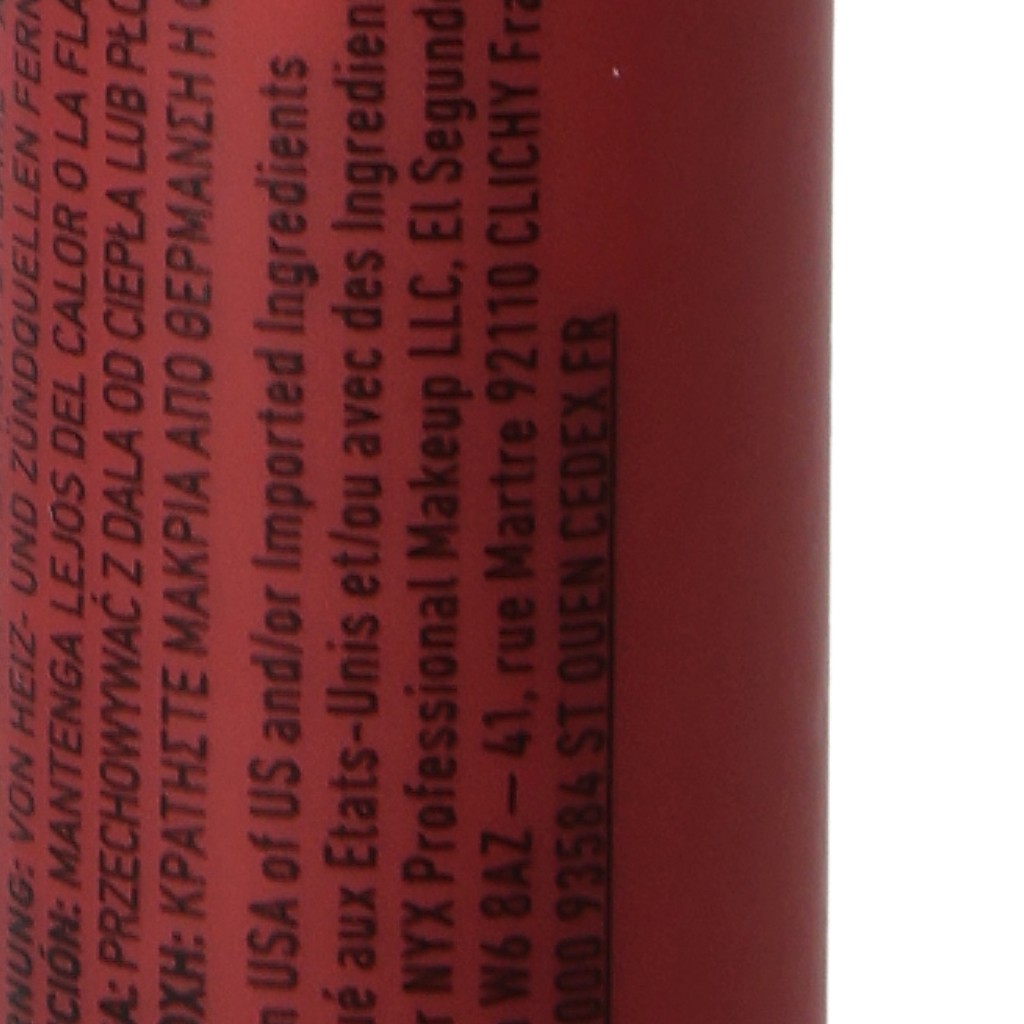 RNUNG: VON HEIZ- UND ZÜNDQUELLEN FERN
CIÓN: MANTENGA LEJOS DEL CALOR O LA FLA
A: PRZECHOWYWAĆ Z DALA OD CIEPŁA LUB PŁO
ΟΧΗ: ΚΡΑΤΗΣΤΕ ΜΑΚΡΙΑ ΑΠΟ ΘΕΡΜΑΝΣΗ Η
n USA of US and/or Imported Ingredients
é aux Etats-Unis et/ou avec des Ingredien
r NYX Professional Makeup LLC, El Segundo
W6 8AZ – 41, rue Martre 92110 CLICHY Fra
000 93584 ST OUEN CEDEX FR